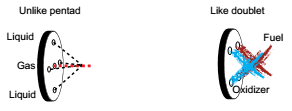 Unlike pentad
Like doublet
Liquid
Fuel
Gas
Liquid
Oxidizer